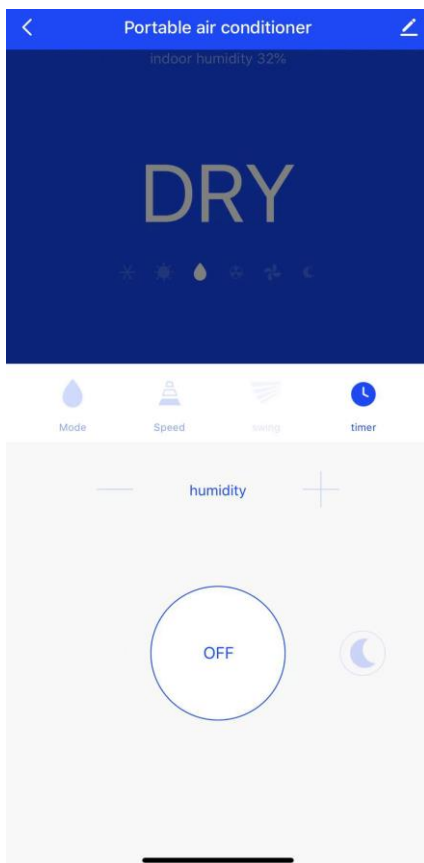 Portable air conditioner
indoor humidity 32%
DRY
Mode Speed swing timer
humidity
OFF